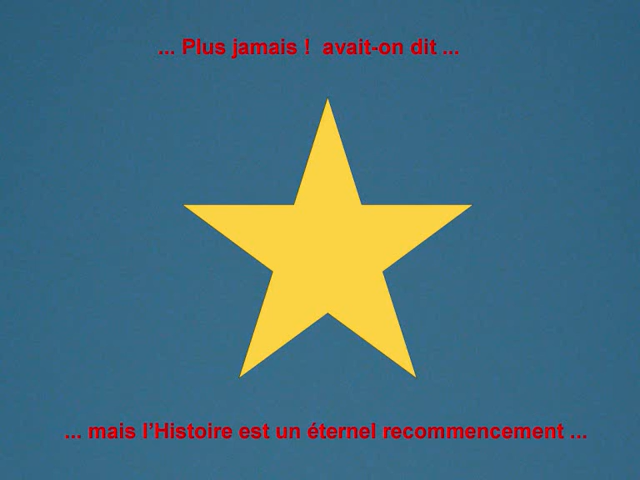 ... Plus jamais !  avait-on dit ...
... mais l’Histoire est un éternel recommencement ...